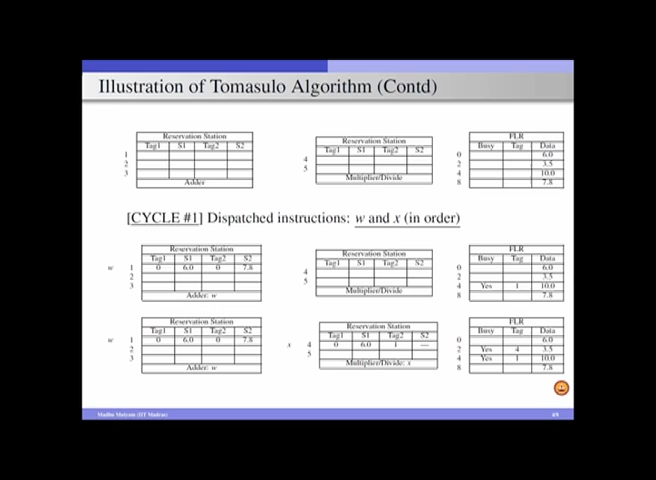 Illustration of Tomasulo Algorithm (Contd)
Reservation Station
Tag1 S1 Tag2 S2
1
2
3
Adder
Reservation Station
Tag1 S1 Tag2 S2
4
5
Multiplier/Divide
FLR
Busy Tag Data
0 6.0
2 3.5
4 10.0
8 7.8
[CYCLE #1] Dispatched instructions: w and x (in order)
Reservation Station
Tag1 S1 Tag2 S2
w 1 0 6.0 0 7.8
2
3
Adder: w
Reservation Station
Tag1 S1 Tag2 S2
4
5
Multiplier/Divide
FLR
Busy Tag Data
0 6.0
2 3.5
4 Yes 1 10.0
8 7.8
Reservation Station
Tag1 S1 Tag2 S2
w 1 0 6.0 0 7.8
2
3
Adder: w
Reservation Station
Tag1 S1 Tag2 S2
x 4 0 6.0 1 —
5
Multiplier/Divide: x
FLR
Busy Tag Data
0 6.0
2 Yes 4 3.5
4 Yes 1 10.0
8 7.8
Madhu Mutyam (IIT Madras)